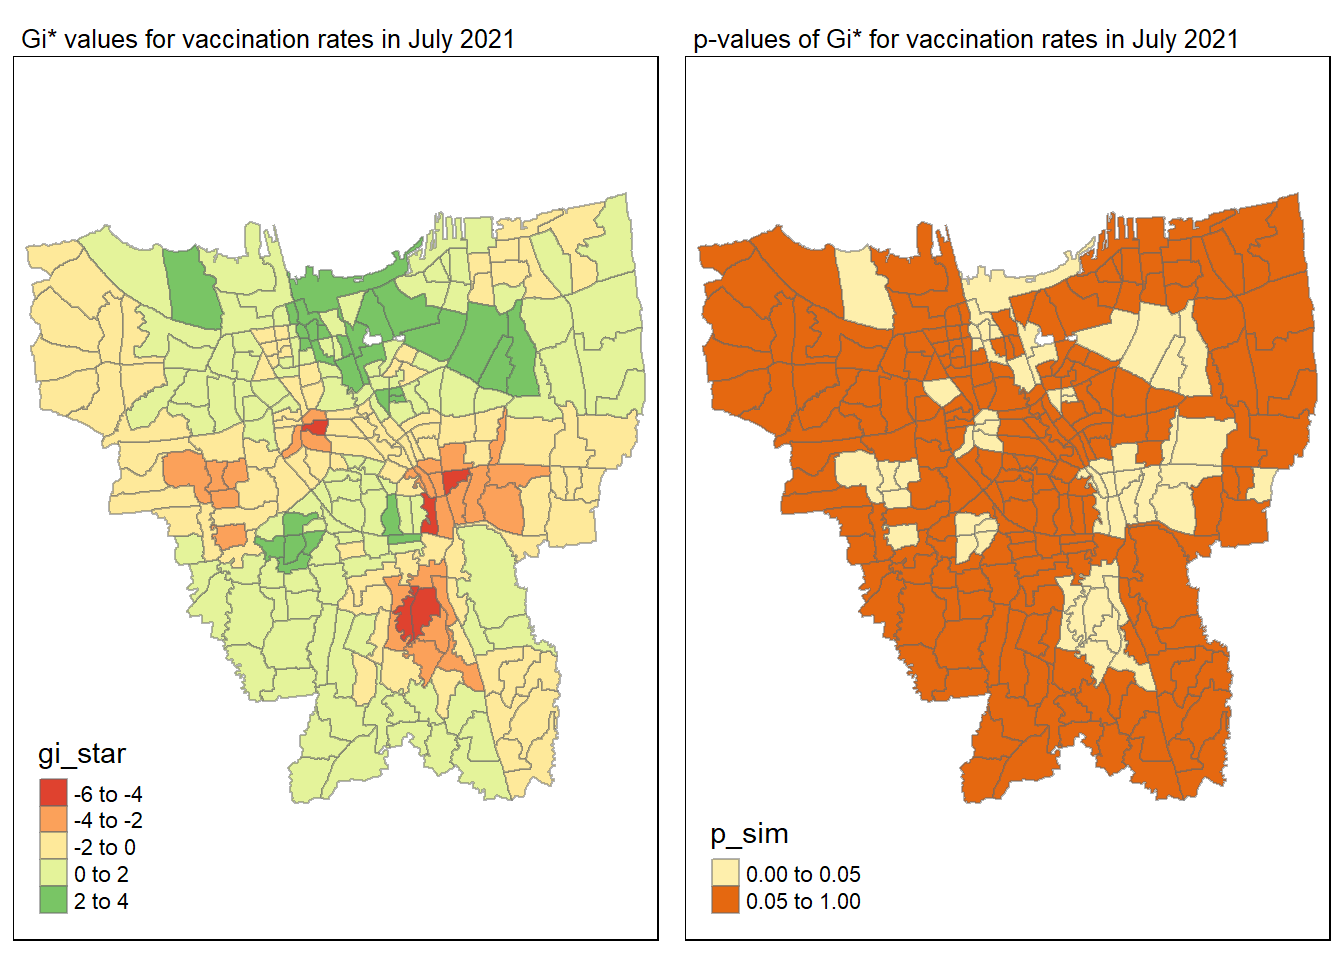 Gi* values for vaccination rates in July 2021
gi_star
-6 to -4
-4 to -2
-2 to 0
0 to 2
2 to 4
p-values of Gi* for vaccination rates in July 2021
p_sim
0.00 to 0.05
0.05 to 1.00